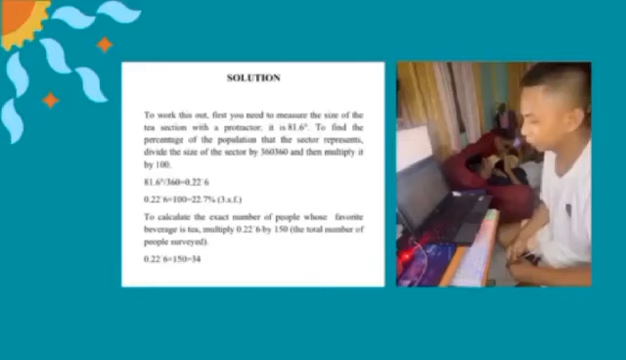 SOLUTION
To work this out, first you need to measure the size of the
tea section with a protractor; it is 81.6°. To find the
percentage of the population that the sector represents,
divide the size of the sector by 360360 and then multiply it
by 100.
81.6°/360=0.22˙6
0.22˙6×100=22.7% (3.s.f.)
To calculate the exact number of people whose favorite
beverage is tea, multiply 0.22˙6 by 150 (the total number of
people surveyed).
0.22˙6×150=34